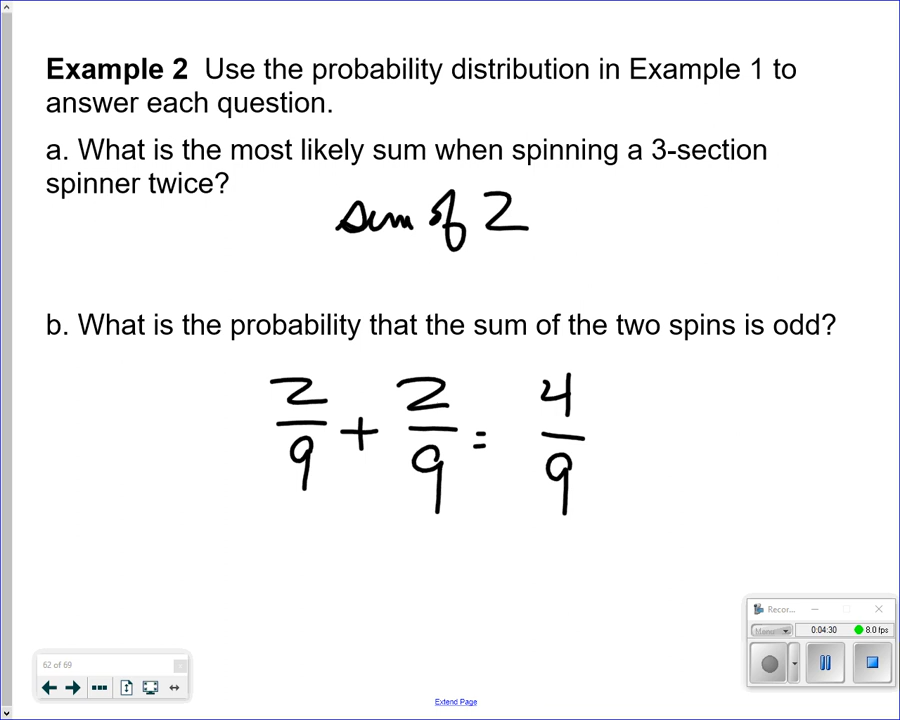 Example 2 Use the probability distribution in Example 1 to
answer each question.
a. What is the most likely sum when spinning a 3-section
spinner twice?
sum of 2
b. What is the probability that the sum of the two spins is odd?
2/9 + 2/9 = 4/9
Recor...
0:04:30 8.0 fps
62 of 69
Extend Page